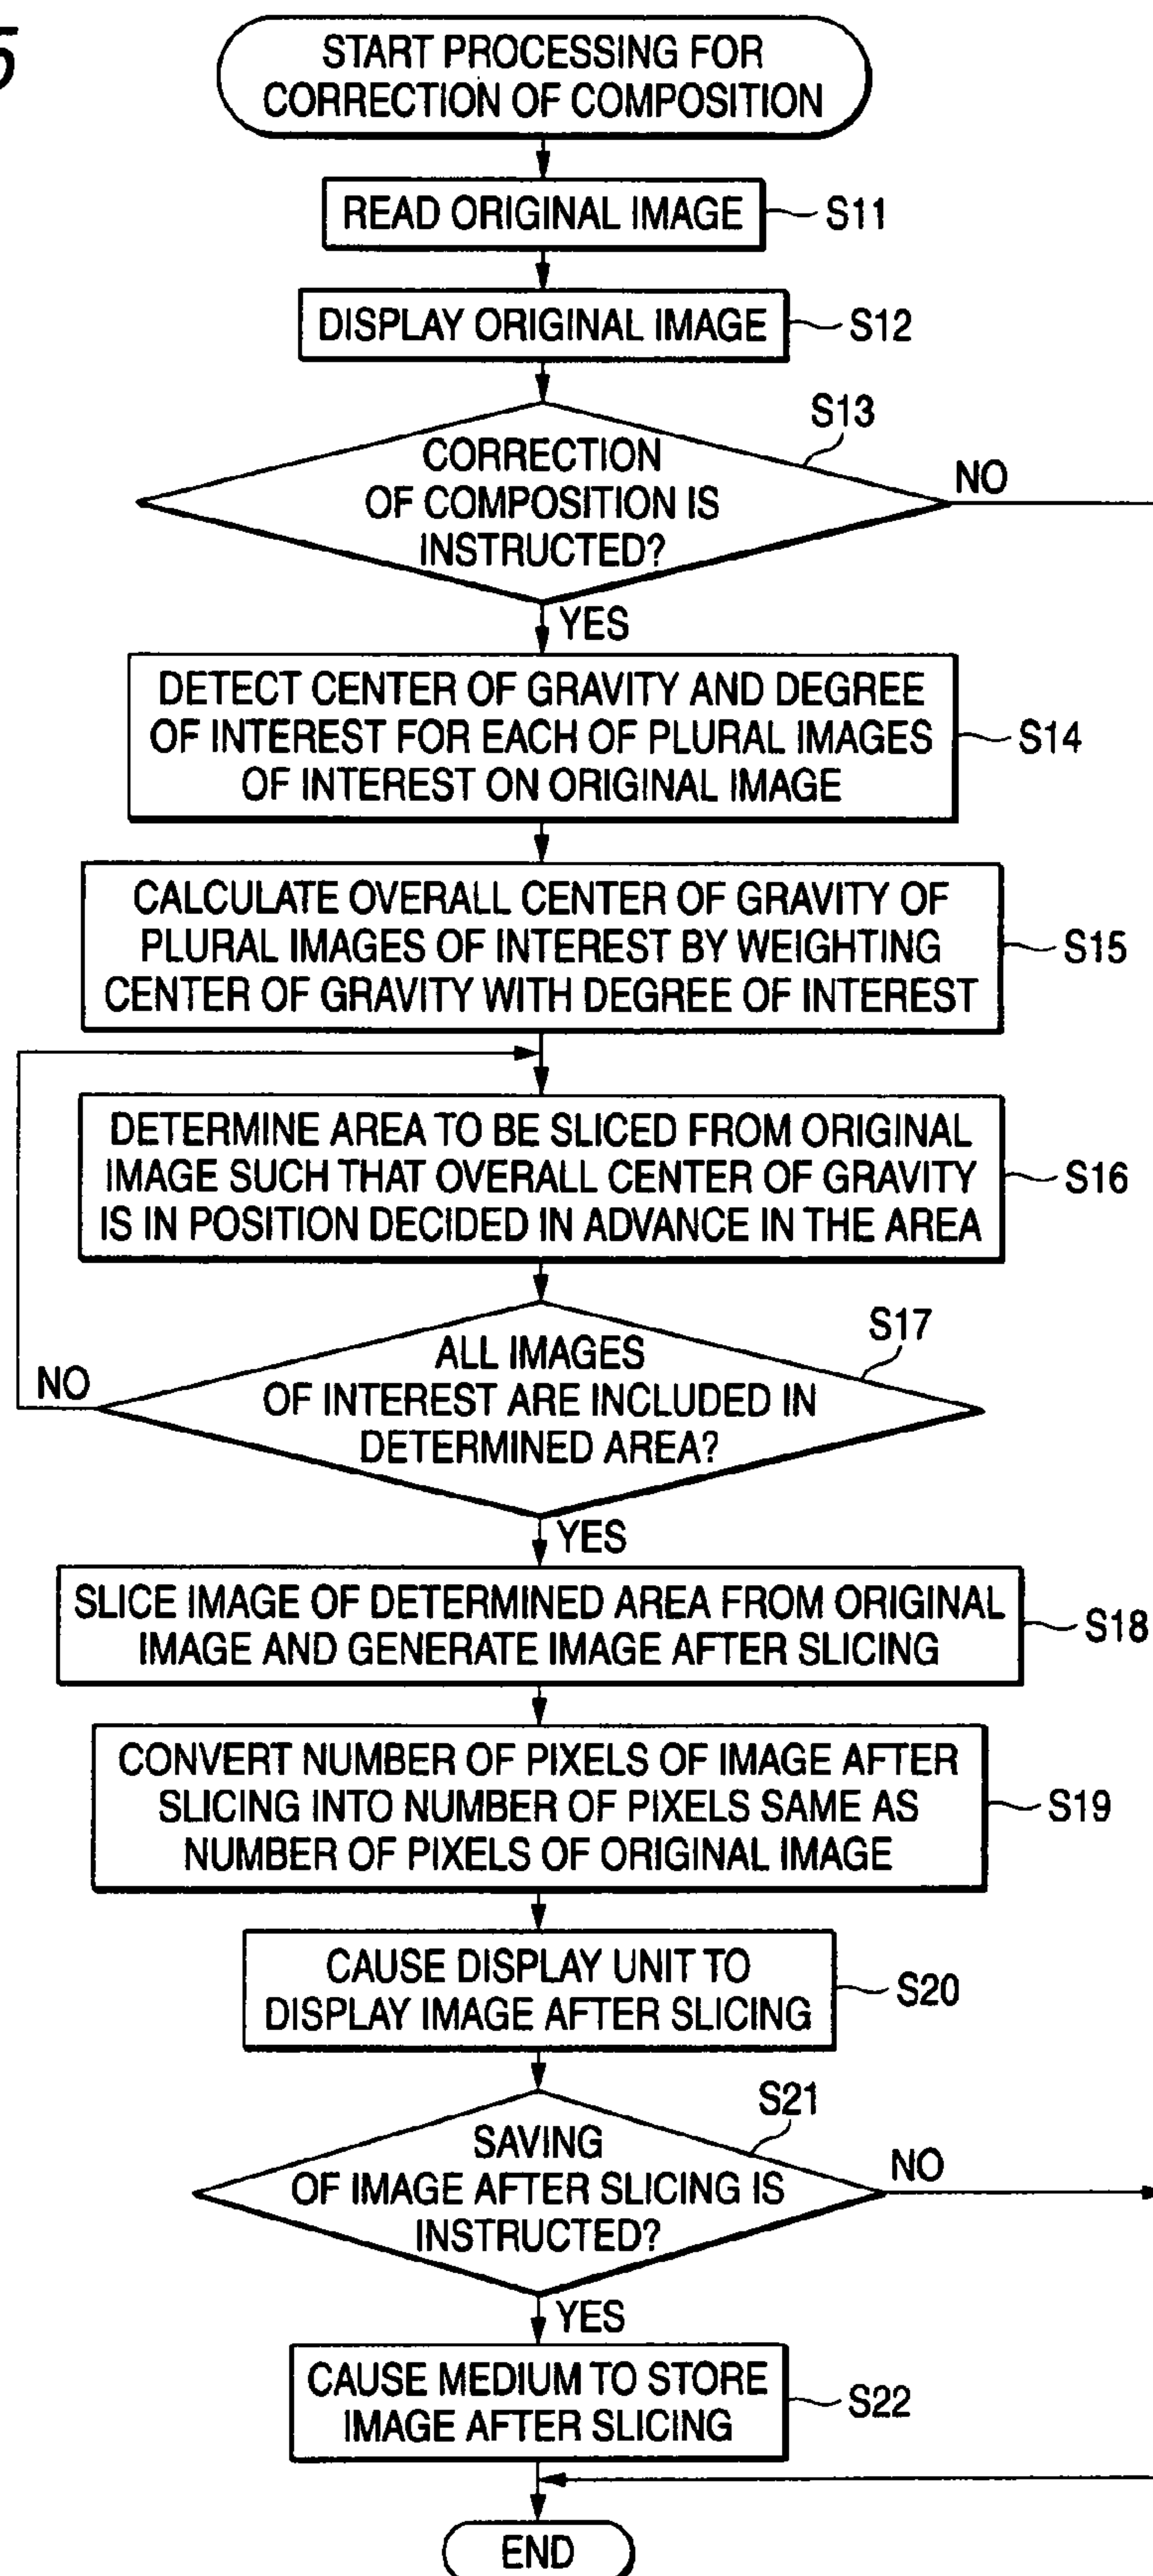 5
START PROCESSING FOR
CORRECTION OF COMPOSITION
READ ORIGINAL IMAGE
S11
DISPLAY ORIGINAL IMAGE
S12
S13
CORRECTION
OF COMPOSITION IS
INSTRUCTED?
NO
YES
DETECT CENTER OF GRAVITY AND DEGREE
OF INTEREST FOR EACH OF PLURAL IMAGES
OF INTEREST ON ORIGINAL IMAGE
S14
CALCULATE OVERALL CENTER OF GRAVITY OF
PLURAL IMAGES OF INTEREST BY WEIGHTING
CENTER OF GRAVITY WITH DEGREE OF INTEREST
S15
DETERMINE AREA TO BE SLICED FROM ORIGINAL
IMAGE SUCH THAT OVERALL CENTER OF GRAVITY
IS IN POSITION DECIDED IN ADVANCE IN THE AREA
S16
S17
ALL IMAGES
OF INTEREST ARE INCLUDED IN
DETERMINED AREA?
NO
YES
SLICE IMAGE OF DETERMINED AREA FROM ORIGINAL
IMAGE AND GENERATE IMAGE AFTER SLICING
S18
CONVERT NUMBER OF PIXELS OF IMAGE AFTER
SLICING INTO NUMBER OF PIXELS SAME AS
NUMBER OF PIXELS OF ORIGINAL IMAGE
S19
CAUSE DISPLAY UNIT TO
DISPLAY IMAGE AFTER SLICING
S20
S21
SAVING
OF IMAGE AFTER SLICING IS
INSTRUCTED?
NO
YES
CAUSE MEDIUM TO STORE
IMAGE AFTER SLICING
S22
END